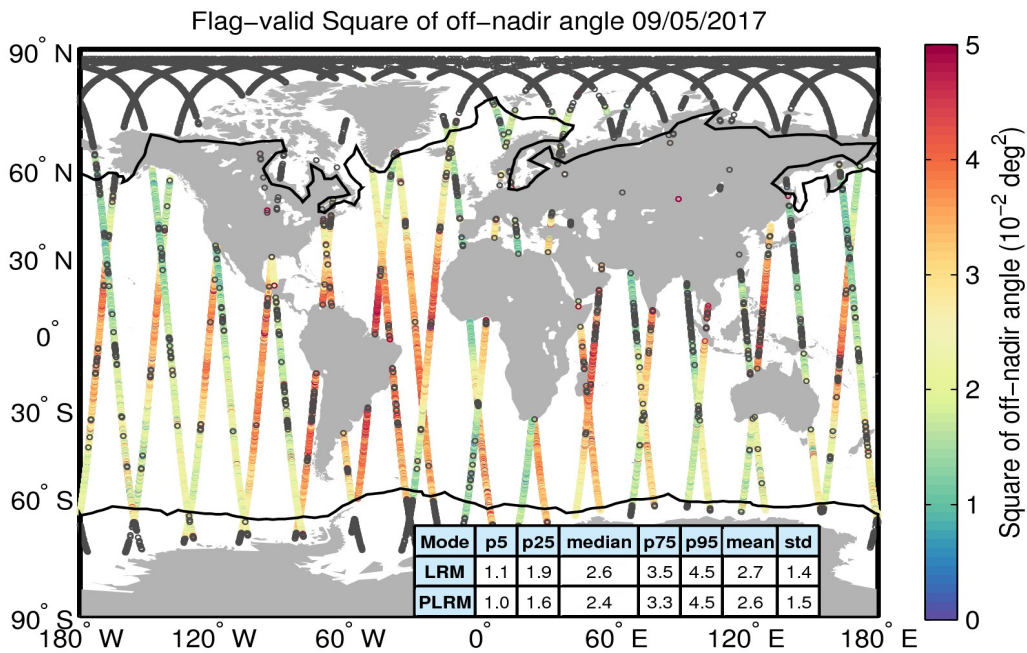 Flag−valid Square of off−nadir angle 09/05/2017
90° N
60° N
30° N
0°
30° S
60° S
90° S
180° W
120° W
60° W
0°
60° E
120° E
180° E
5
4
3
2
1
0
Square of off−nadir angle (10⁻² deg²)
Mode p5 p25 median p75 p95 mean std
LRM 1.1 1.9 2.6 3.5 4.5 2.7 1.4
PLRM 1.0 1.6 2.4 3.3 4.5 2.6 1.5